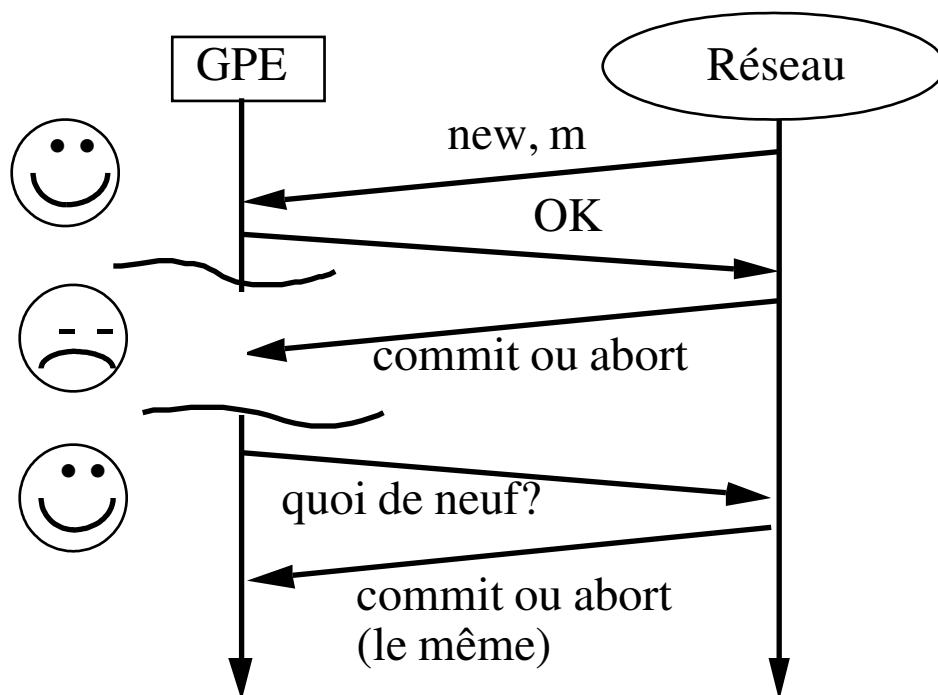 GPE
Réseau
new, m
OK
commit ou abort
quoi de neuf?
commit ou abort
(le même)